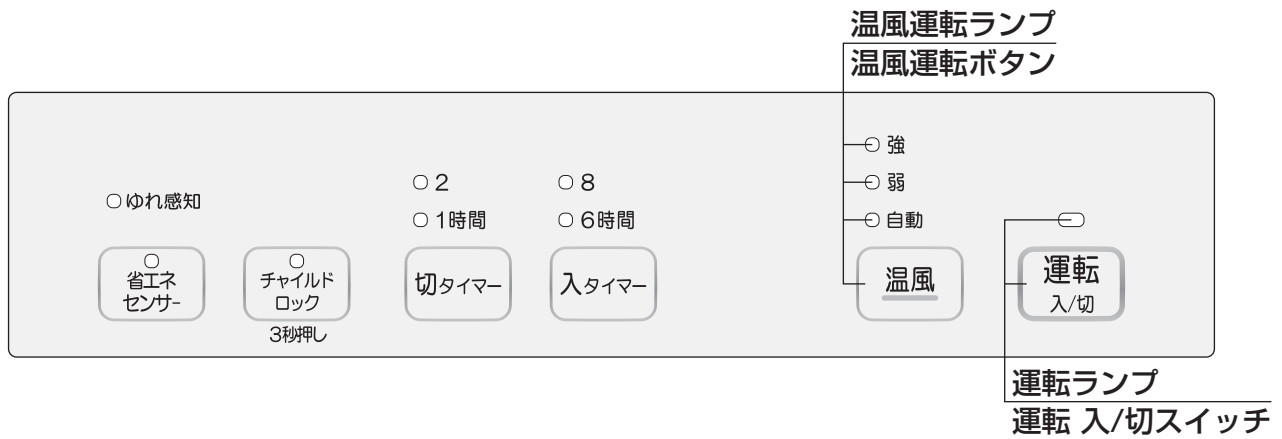 温風運転ランプ
温風運転ボタン
強
弱
自動
ゆれ感知
2
1時間
8
6時間
省エネ
センサー
チャイルド
ロック
3秒押し
切タイマー
入タイマー
温風
運転
入/切
運転ランプ
運転 入/切スイッチ